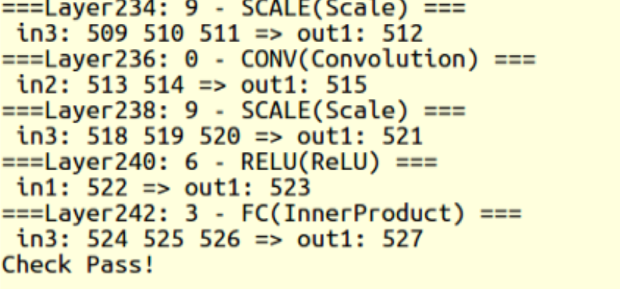 ===Layer234: 9 - SCALE(Scale) ===
 in3: 509 510 511 => out1: 512
===Layer236: 0 - CONV(Convolution) ===
 in2: 513 514 => out1: 515
===Layer238: 9 - SCALE(Scale) ===
 in3: 518 519 520 => out1: 521
===Layer240: 6 - RELU(ReLU) ===
 in1: 522 => out1: 523
===Layer242: 3 - FC(InnerProduct) ===
 in3: 524 525 526 => out1: 527
Check Pass!